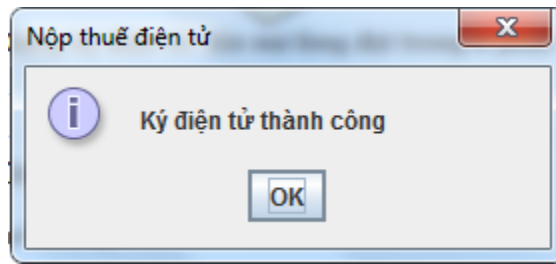 Nộp thuế điện tử
Ký điện tử thành công
OK